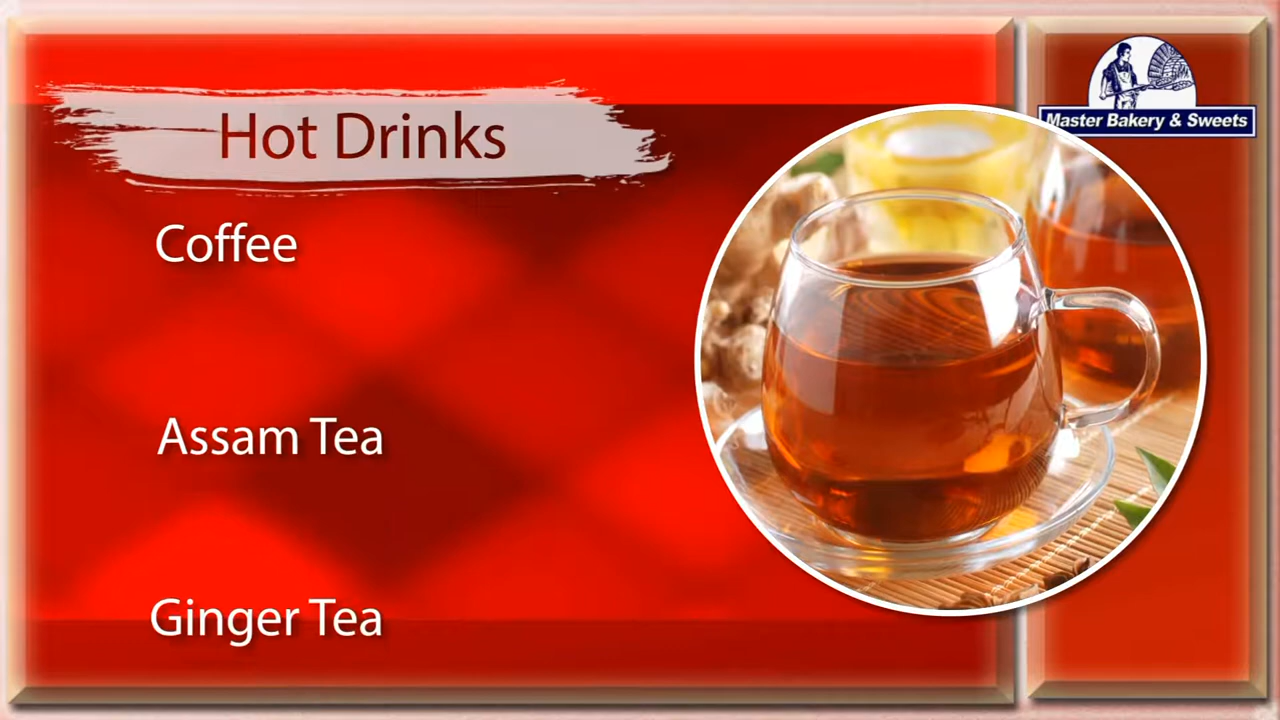 Hot Drinks
Coffee
Assam Tea
Ginger Tea
Master Bakery & Sweets